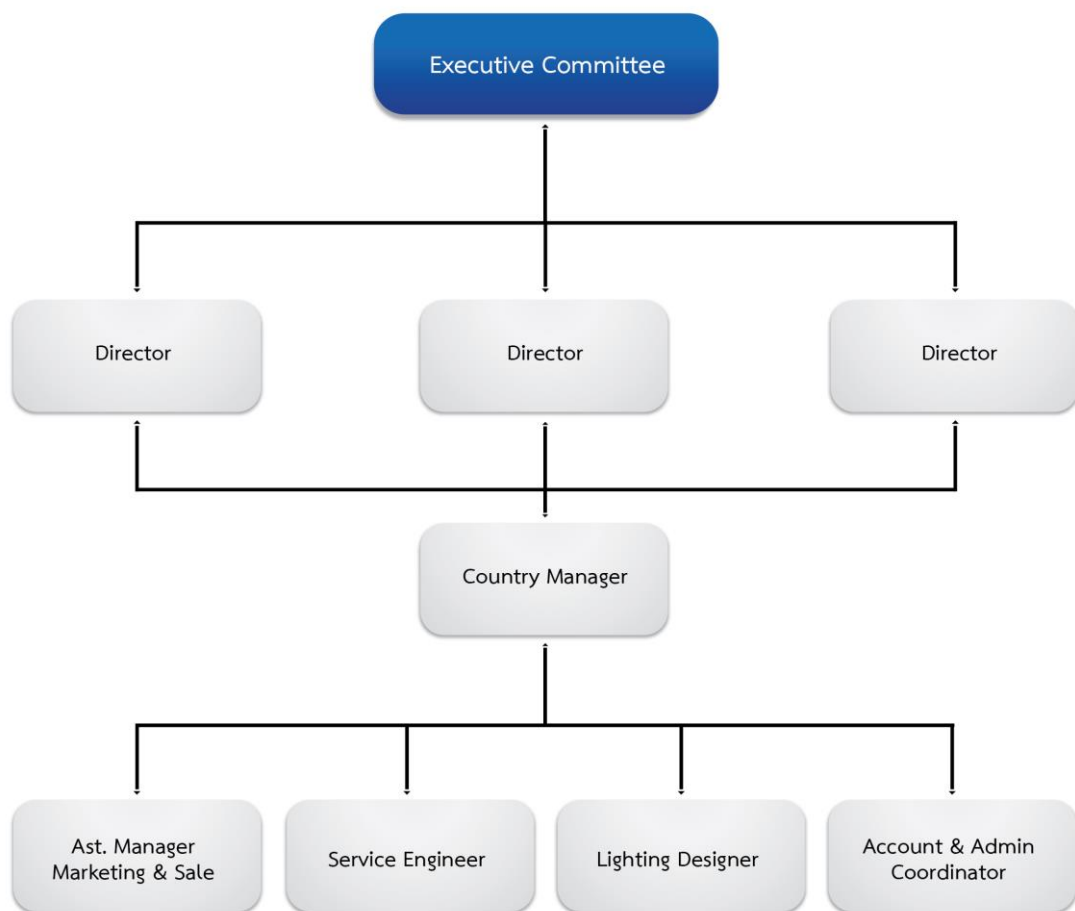 Executive Committee
Director
Director
Director
Country Manager
Ast. Manager
Marketing & Sale
Service Engineer
Lighting Designer
Account & Admin
Coordinator